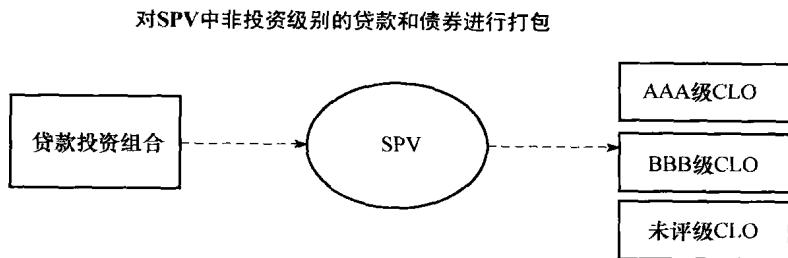 对SPV中非投资级别的贷款和债券进行打包
贷款投资组合
SPV
AAA级CLO
BBB级CLO
未评级CLO